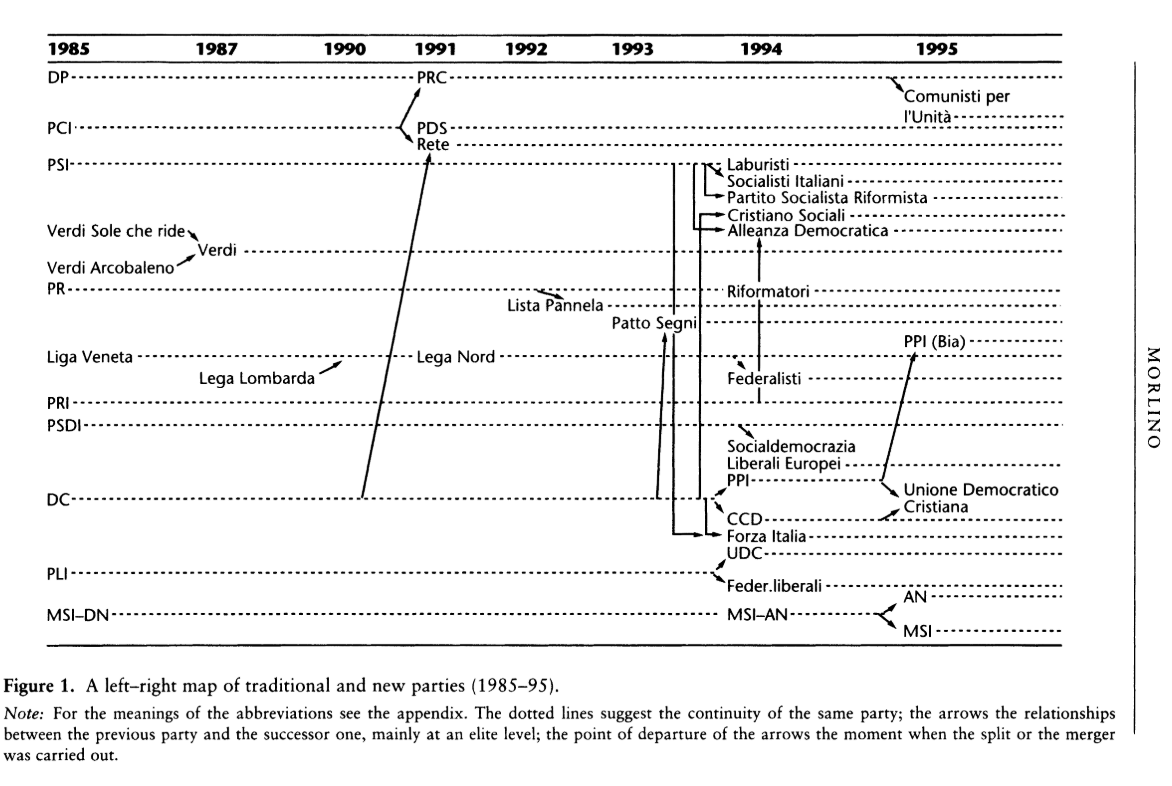 1985 1987 1990 1991 1992 1993 1994 1995
DP PRC
Comunisti per
l'Unità
PCI PDS
Rete
PSI Laburisti
Socialisti Italiani
Partito Socialista Riformista
Cristiano Sociali
Verdi Sole che ride Alleanza Democratica
Verdi
Verdi Arcobaleno
PR Riformatori
Lista Pannela
Patto Segni
PPI (Bia)
Liga Veneta Lega Nord
Lega Lombarda Federalisti
PRI
PSDI
Socialdemocrazia
Liberali Europei
PPI
Unione Democratico
DC
Cristiana
CCD
Forza Italia
UDC
PLI
Feder.liberali
AN
MSI–DN MSI–AN
MSI
Figure 1. A left–right map of traditional and new parties (1985–95).
Note: For the meanings of the abbreviations see the appendix. The dotted lines suggest the continuity of the same party; the arrows the relationships
between the previous party and the successor one, mainly at an elite level; the point of departure of the arrows the moment when the split or the merger
was carried out.
MORLINO